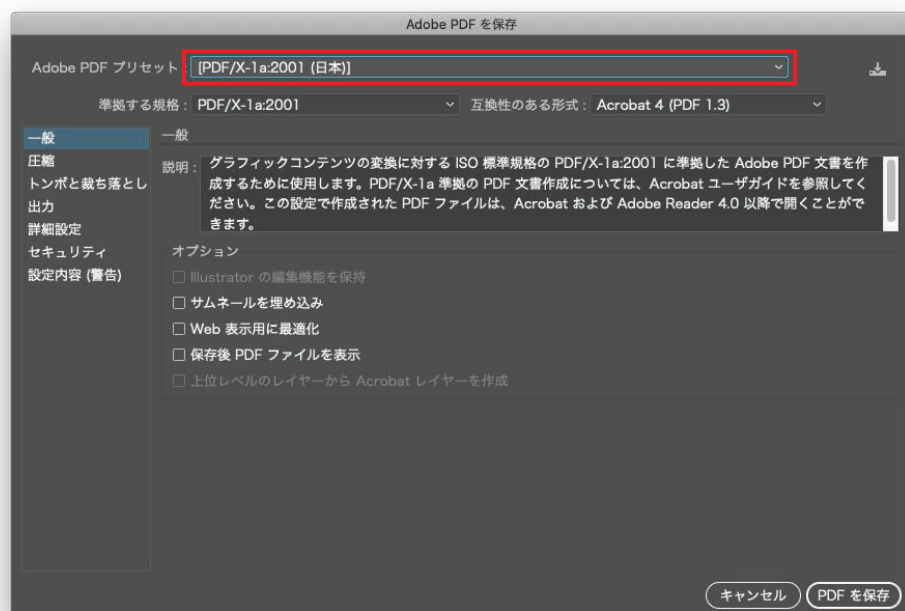 Adobe PDF を保存
Adobe PDF プリセット : [PDF/X-1a:2001 (日本)]
準拠する規格 : PDF/X-1a:2001 互換性のある形式 : Acrobat 4 (PDF 1.3)
一般
圧縮
トンボと裁ち落とし
出力
詳細設定
セキュリティ
設定内容 (警告)
一般
説明 : グラフィックコンテンツの変換に対する ISO 標準規格の PDF/X-1a:2001 に準拠した Adobe PDF 文書を作
成するために使用します。PDF/X-1a 準拠の PDF 文書作成については、Acrobat ユーザガイドを参照してく
ださい。この設定で作成された PDF ファイルは、Acrobat および Adobe Reader 4.0 以降で開くことがで
きます。
オプション
Illustrator の編集機能を保持
サムネールを埋め込み
Web 表示用に最適化
保存後 PDF ファイルを表示
上位レベルのレイヤーから Acrobat レイヤーを作成
キャンセル PDF を保存